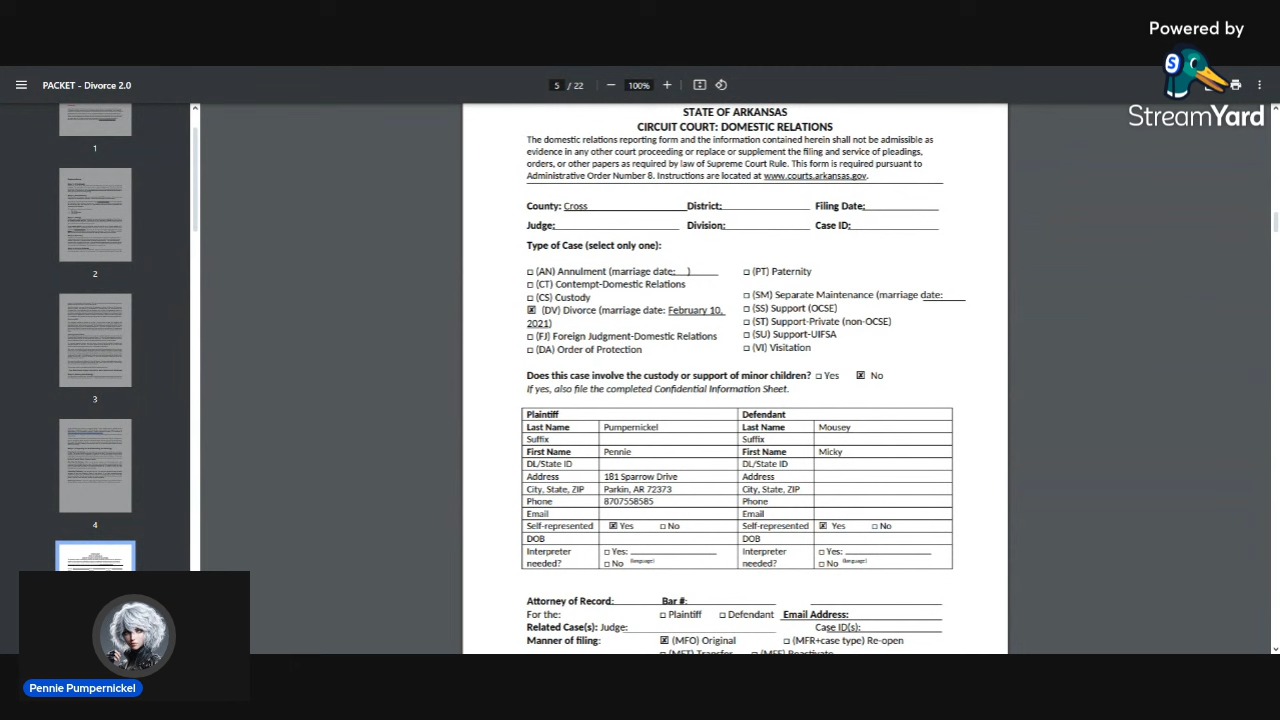 Powered by
S
StreamYard
PACKET - Divorce 2.0
5 / 22
100%
1
2
3
4
STATE OF ARKANSAS
CIRCUIT COURT: DOMESTIC RELATIONS
The domestic relations reporting form and the information contained herein shall not be admissible as
evidence in any other court proceeding or replace or supplement the filing and service of pleadings,
orders, or other papers as required by law of Supreme Court Rule. This form is required pursuant to
Administrative Order Number 8. Instructions are located at www.courts.arkansas.gov.
County: Cross District: Filing Date:
Judge: Division: Case ID:
Type of Case (select only one):
☐ (AN) Annulment (marriage date: ) ☐ (PT) Paternity
☐ (CT) Contempt-Domestic Relations
☐ (CS) Custody ☐ (SM) Separate Maintenance (marriage date:
☒ (DV) Divorce (marriage date: February 10, ☐ (SS) Support (OCSE)
2021) ☐ (ST) Support-Private (non-OCSE)
☐ (FJ) Foreign Judgment-Domestic Relations ☐ (SU) Support-UIFSA
☐ (DA) Order of Protection ☐ (VI) Visitation
Does this case involve the custody or support of minor children? ☐ Yes ☒ No
If yes, also file the completed Confidential Information Sheet.
Plaintiff Defendant
Last Name Pumpernickel Last Name Mousey
Suffix Suffix
First Name Pennie First Name Micky
DL/State ID DL/State ID
Address 181 Sparrow Drive Address
City, State, ZIP Parkin, AR 72373 City, State, ZIP
Phone 8707558585 Phone
Email Email
Self-represented ☒ Yes ☐ No Self-represented ☒ Yes ☐ No
DOB DOB
Interpreter ☐ Yes: Interpreter ☐ Yes:
needed? ☐ No (language) needed? ☐ No (language)
Attorney of Record: Bar #:
For the: ☐ Plaintiff ☐ Defendant Email Address:
Related Case(s): Judge: Case ID(s):
Manner of filing: ☒ (MFO) Original ☐ (MFR+case type) Re-open
Pennie Pumpernickel